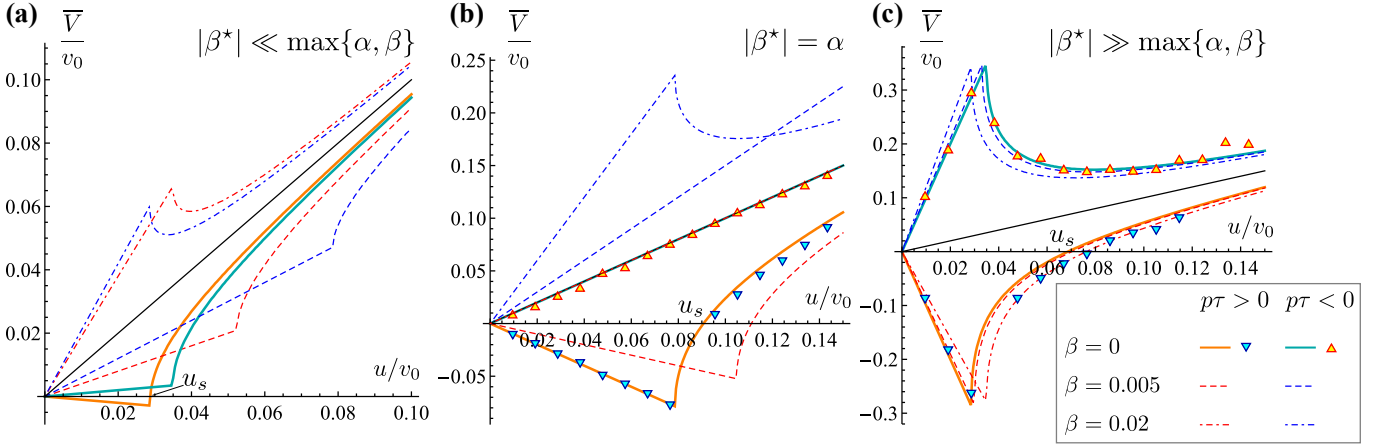 (a) V̅/v₀ |β⋆| ≪ max{α, β}
0.10
0.08
0.06
0.04
0.02
u_s
u/v₀
0.02 0.04 0.06 0.08 0.10
(b) V̅/v₀ |β⋆| = α
0.25
0.20
0.15
0.10
0.05
-0.05
u_s
u/v₀
0.02 0.04 0.06 0.08 0.10 0.12 0.14
(c) V̅/v₀ |β⋆| ≫ max{α, β}
0.3
0.2
0.1
-0.1
-0.2
-0.3
u_s
u/v₀
0.02 0.04 0.06 0.08 0.10 0.12 0.14
pτ > 0 pτ < 0
β = 0
β = 0.005
β = 0.02